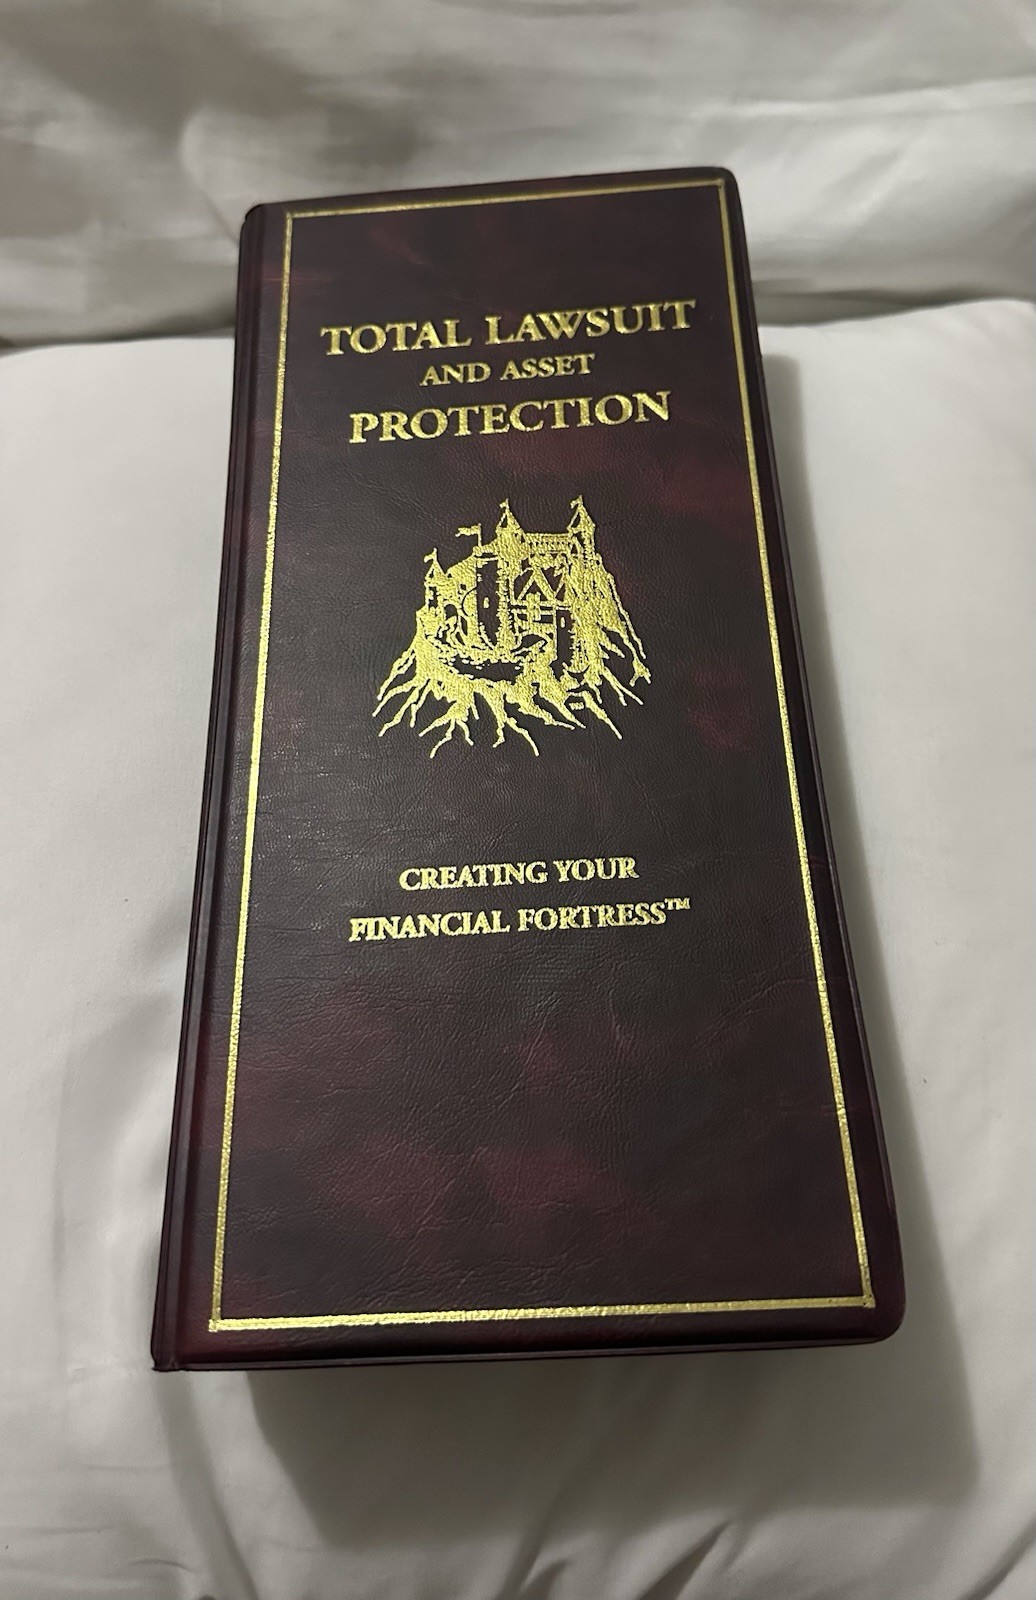 TOTAL LAWSUIT
AND ASSET
PROTECTION
CREATING YOUR
FINANCIAL FORTRESS™